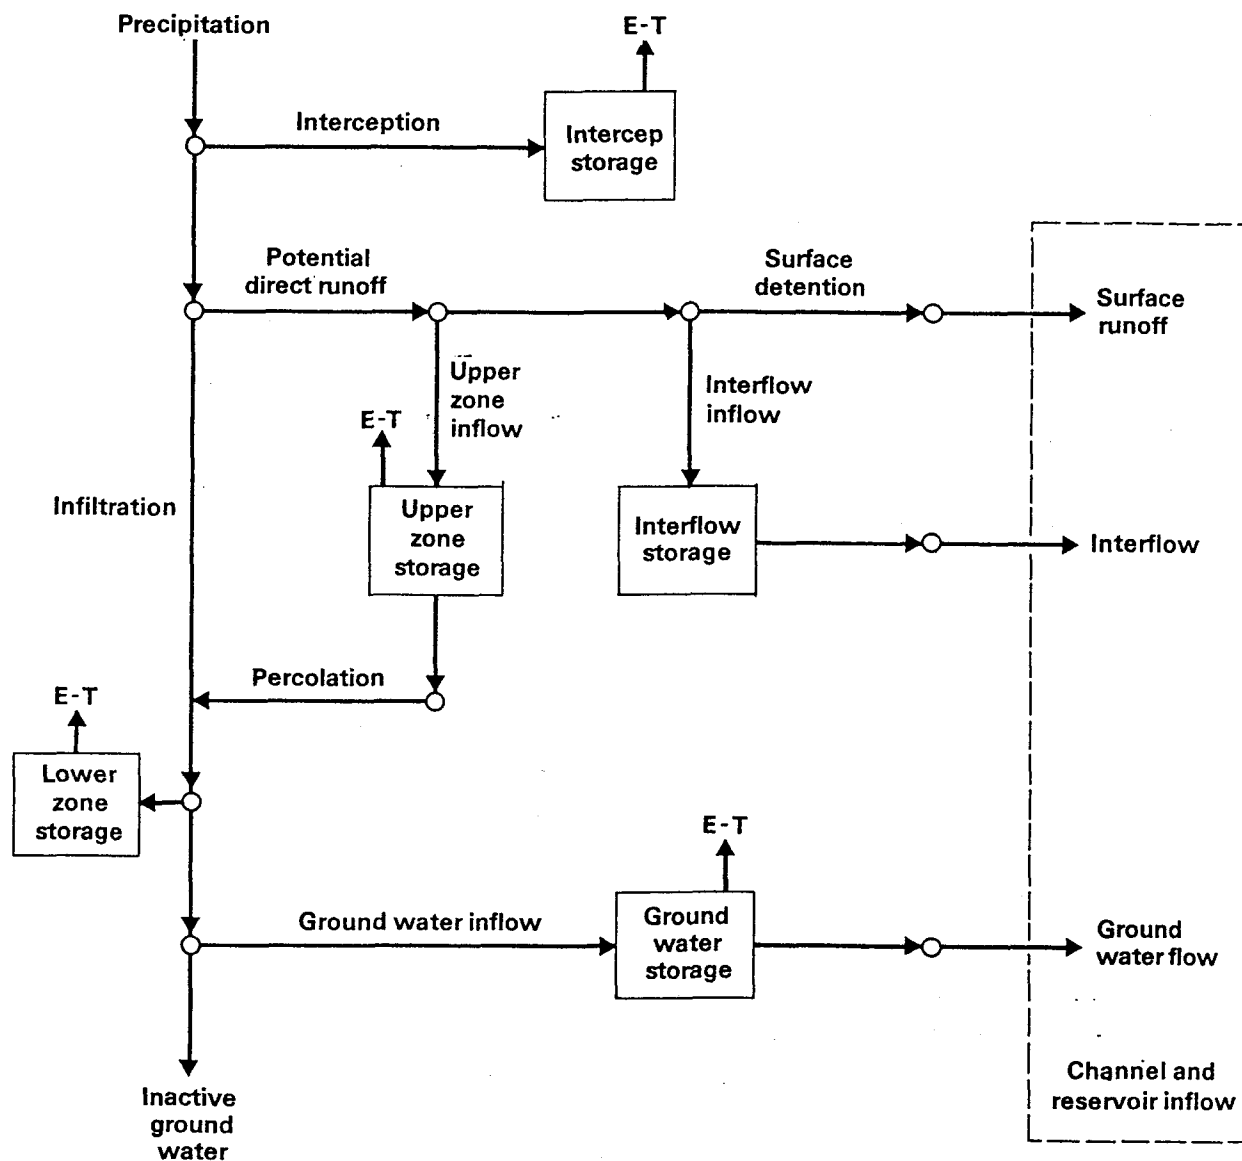 Precipitation
E-T
Interception
Intercep
storage
Potential
direct runoff
Surface
detention
Surface
runoff
Upper
zone
inflow
Interflow
inflow
E-T
Infiltration
Upper
zone
storage
Interflow
storage
Interflow
Percolation
E-T
Lower
zone
storage
E-T
Ground water inflow
Ground
water
storage
Ground
water flow
Inactive
ground
water
Channel and
reservoir inflow